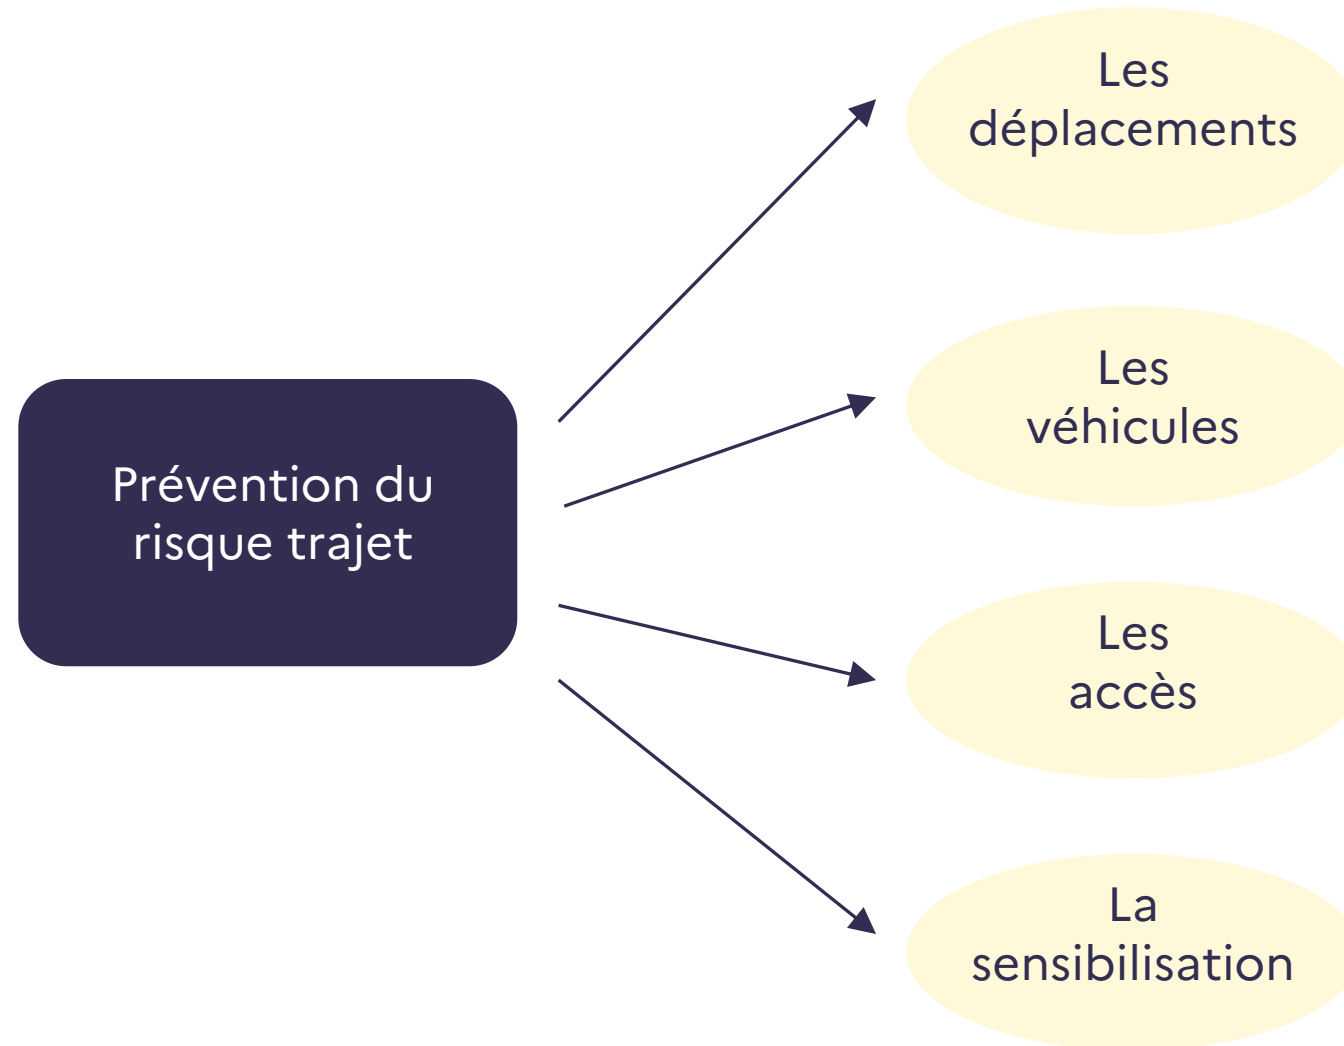 Les
déplacements
Les
véhicules
Prévention du
risque trajet
Les
accès
La
sensibilisation